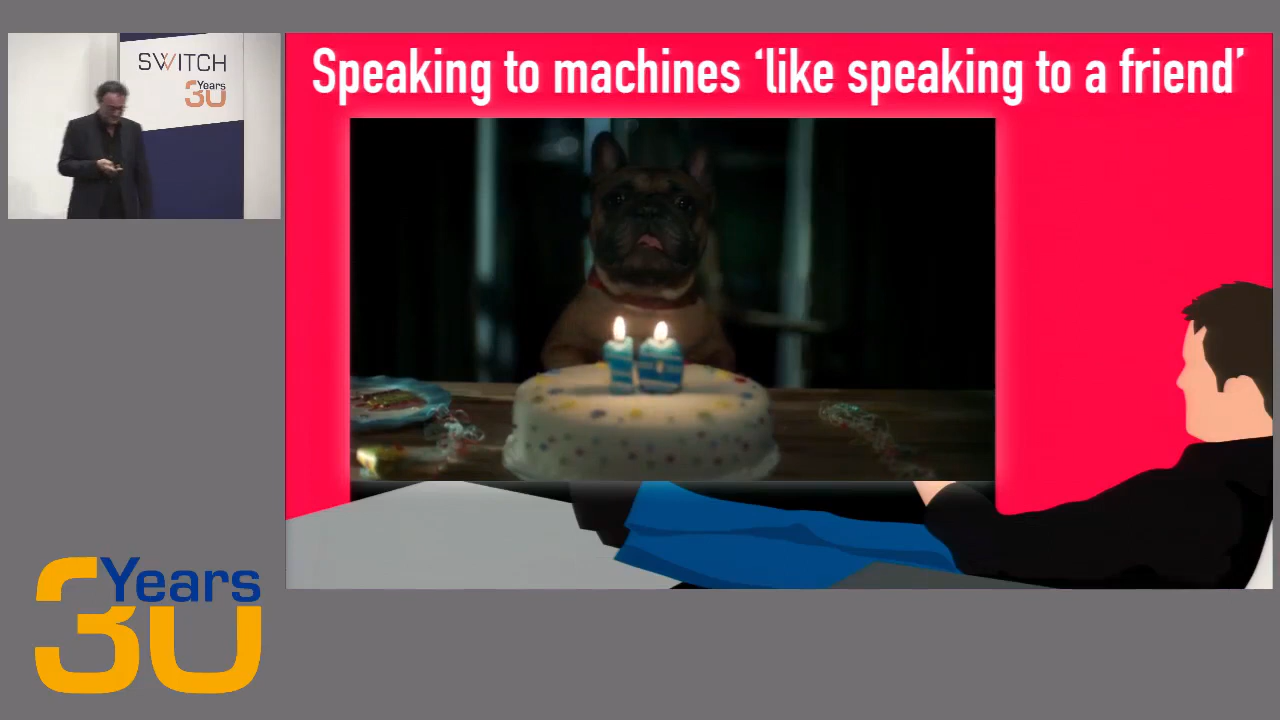 SWITCH
Years
30
Speaking to machines ‘like speaking to a friend’
Years
30